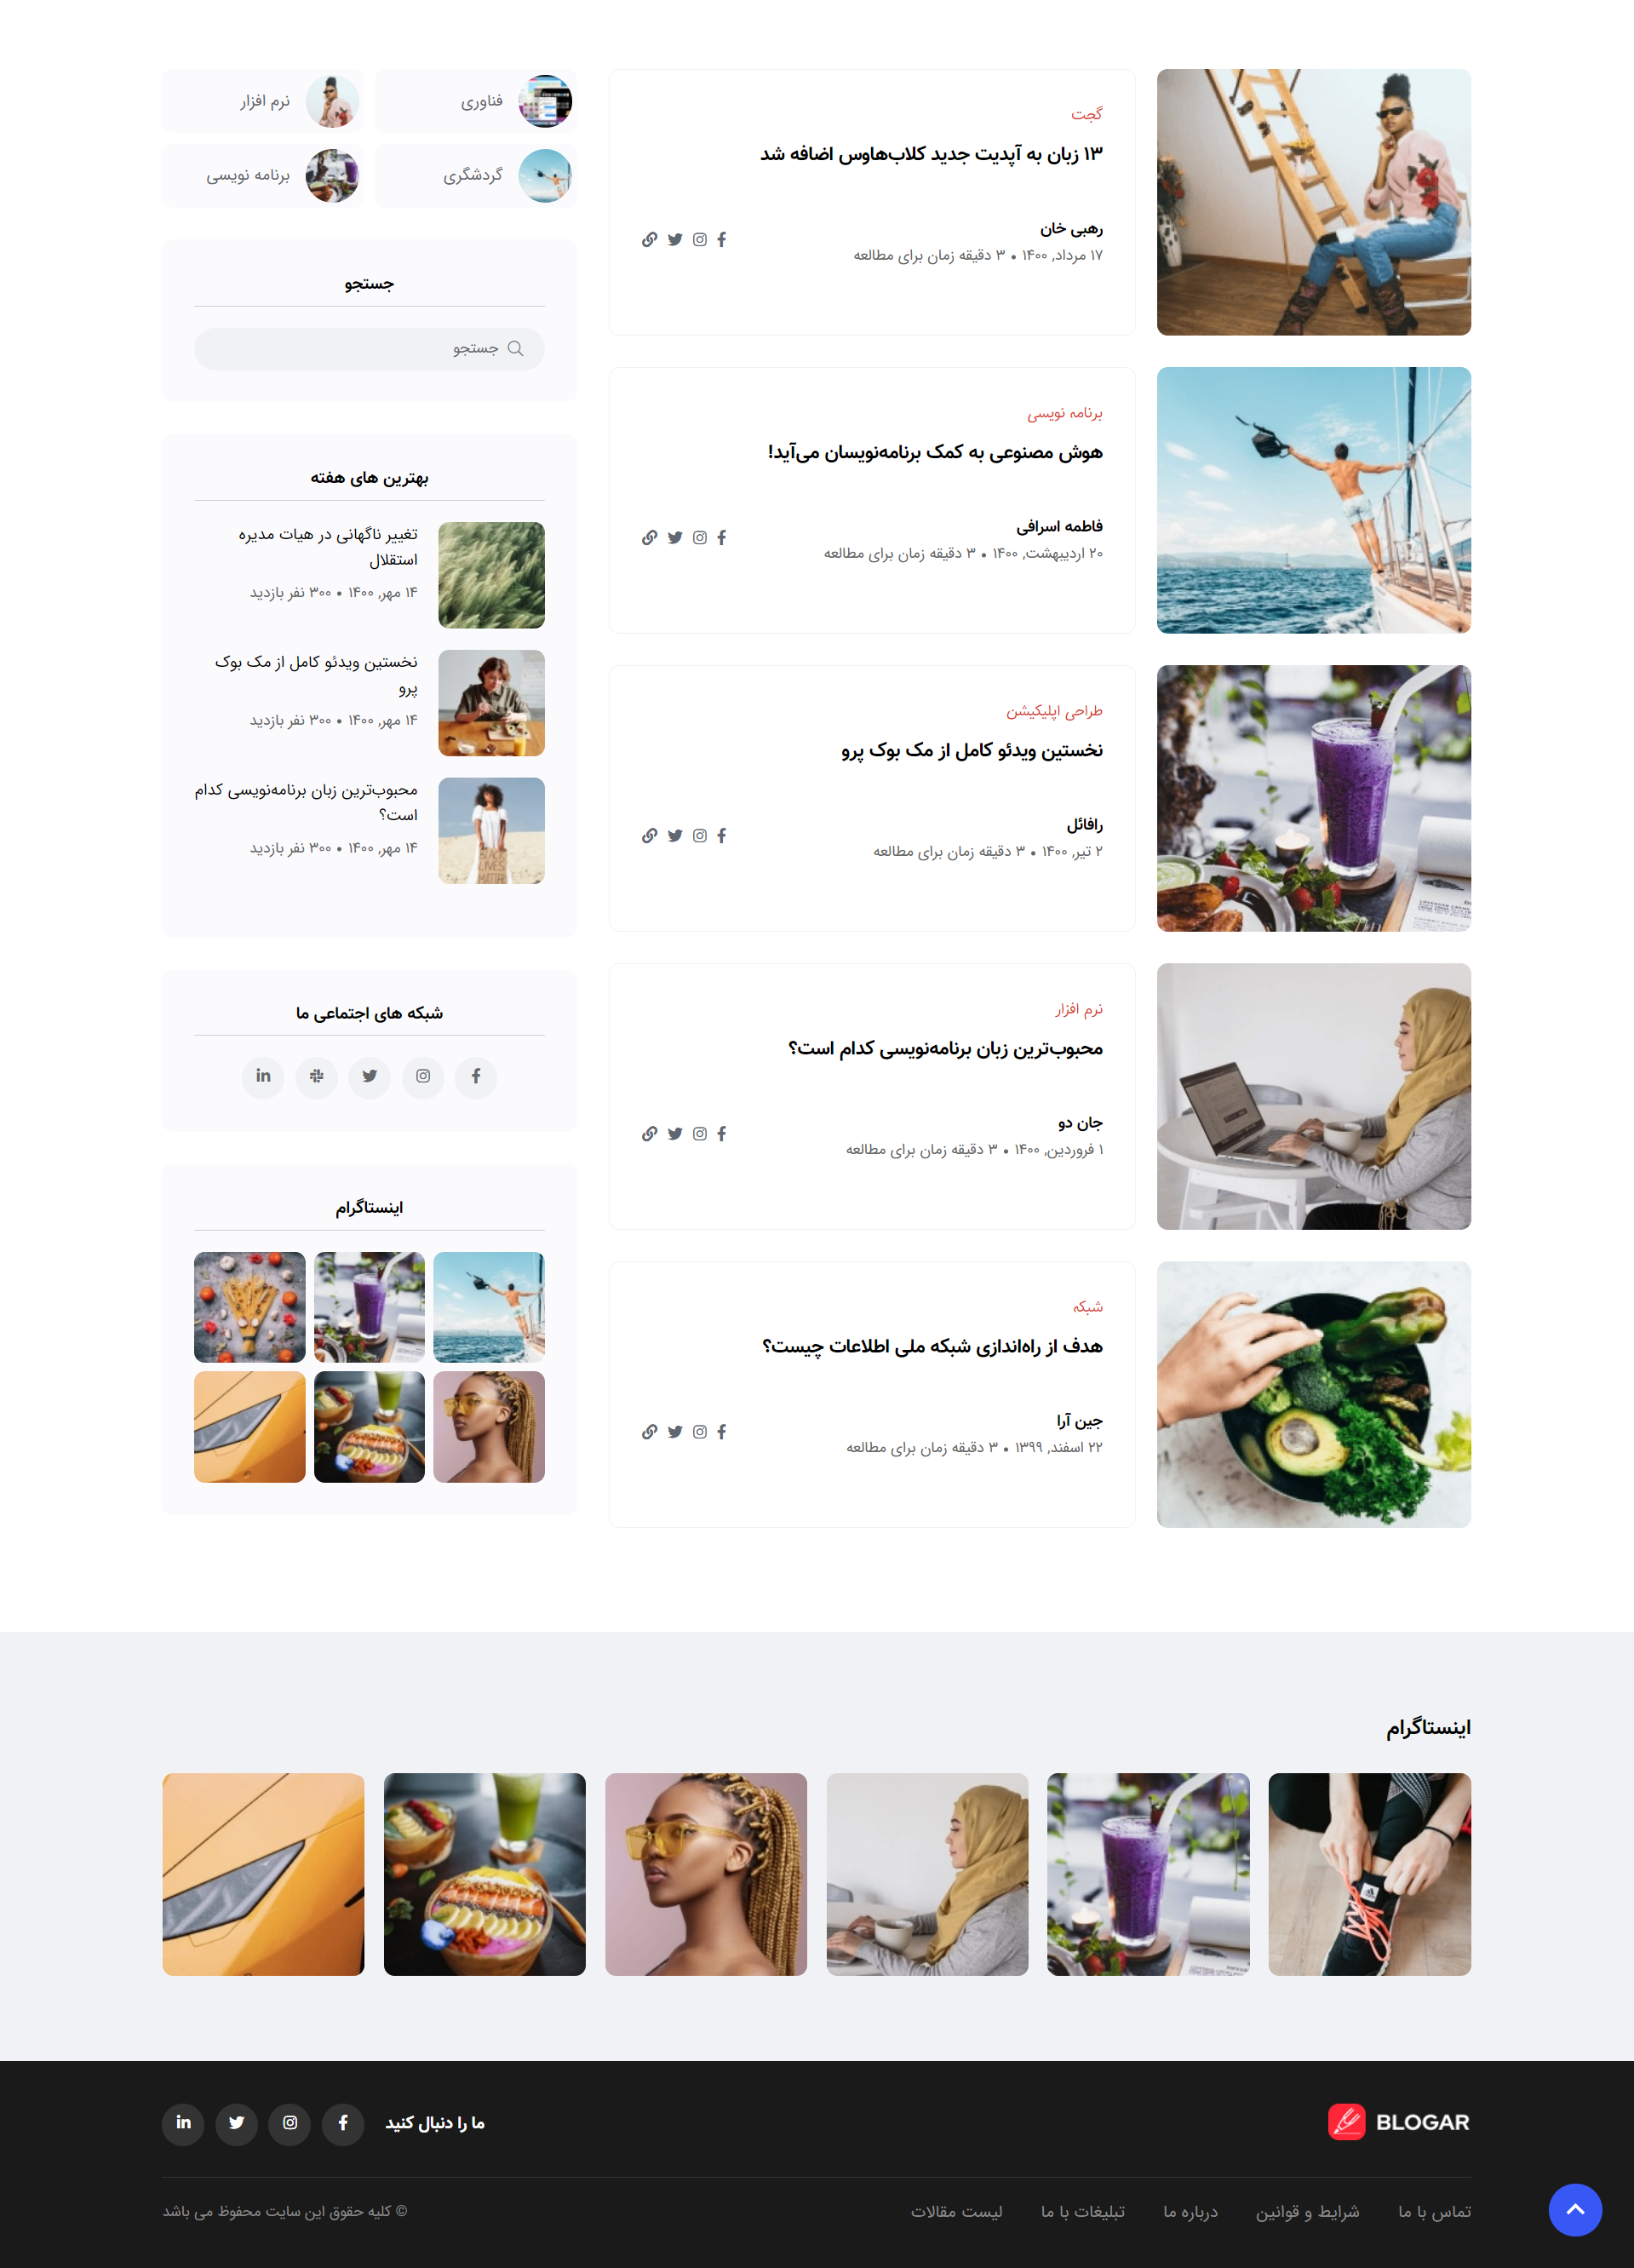 گجت
۱۳ زبان به آپدیت جدید کلاب‌هاوس اضافه شد
رهبی خان
۱۷ مرداد, ۱۴۰۰ • ۳ دقیقه زمان برای مطالعه
برنامه نویسی
هوش مصنوعی به کمک برنامه‌نویسان می‌آید!
فاطمه اسرافی
۲۰ اردیبهشت, ۱۴۰۰ • ۳ دقیقه زمان برای مطالعه
طراحی اپلیکیشن
نخستین ویدئو کامل از مک بوک پرو
رافائل
۲ تیر, ۱۴۰۰ • ۳ دقیقه زمان برای مطالعه
نرم افزار
محبوب‌ترین زبان برنامه‌نویسی کدام است؟
جان دو
۱ فروردین, ۱۴۰۰ • ۳ دقیقه زمان برای مطالعه
شبکه
هدف از راه‌اندازی شبکه ملی اطلاعات چیست؟
جین آرا
۲۲ اسفند, ۱۳۹۹ • ۳ دقیقه زمان برای مطالعه
فناوری
نرم افزار
گردشگری
برنامه نویسی
جستجو
جستجو
بهترین های هفته
تغییر ناگهانی در هیات مدیره
استقلال
۱۴ مهر, ۱۴۰۰ • ۳۰۰ نفر بازدید
نخستین ویدئو کامل از مک بوک
پرو
۱۴ مهر, ۱۴۰۰ • ۳۰۰ نفر بازدید
محبوب‌ترین زبان برنامه‌نویسی کدام
است؟
۱۴ مهر, ۱۴۰۰ • ۳۰۰ نفر بازدید
BLACK
LIVES
MATTER
شبکه های اجتماعی ما
اینستاگرام
اینستاگرام
BLOGAR
ما را دنبال کنید
تماس با ما
شرایط و قوانین
درباره ما
تبلیغات با ما
لیست مقالات
© کلیه حقوق این سایت محفوظ می باشد